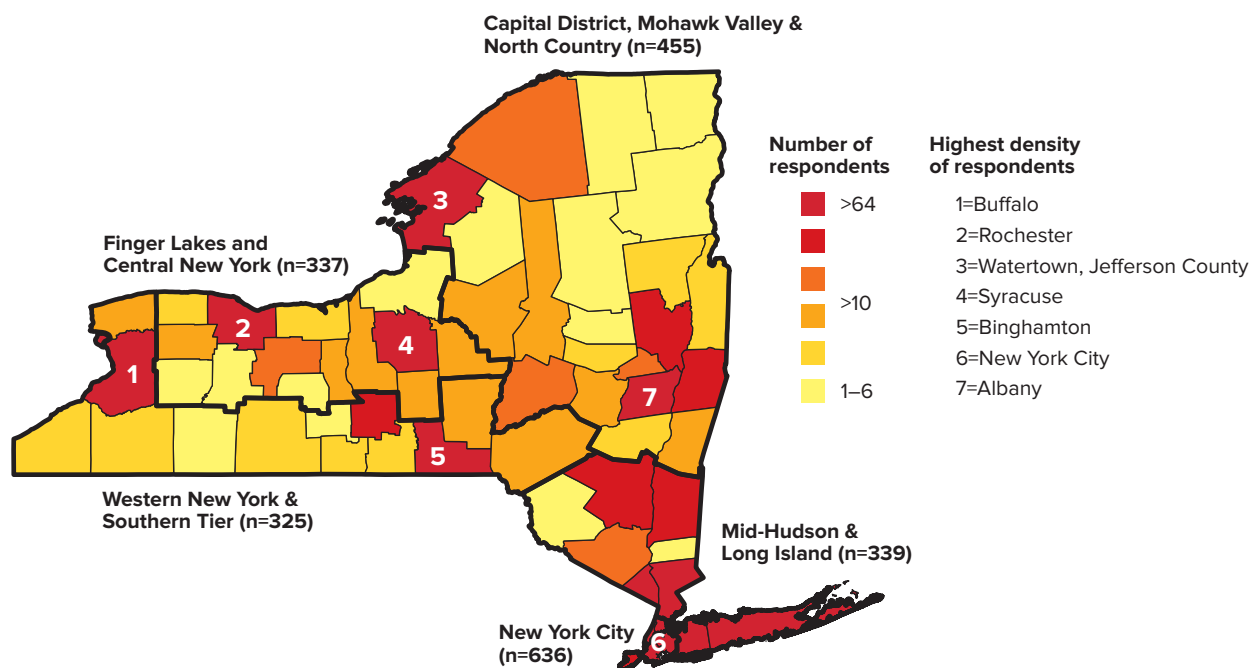 Capital District, Mohawk Valley &
North Country (n=455)
Number of
respondents
>64
>10
1–6
Highest density
of respondents
1=Buffalo
2=Rochester
3=Watertown, Jefferson County
4=Syracuse
5=Binghamton
6=New York City
7=Albany
Finger Lakes and
Central New York (n=337)
3
2
4
1
7
5
Western New York &
Southern Tier (n=325)
Mid-Hudson &
Long Island (n=339)
New York City
(n=636)
6